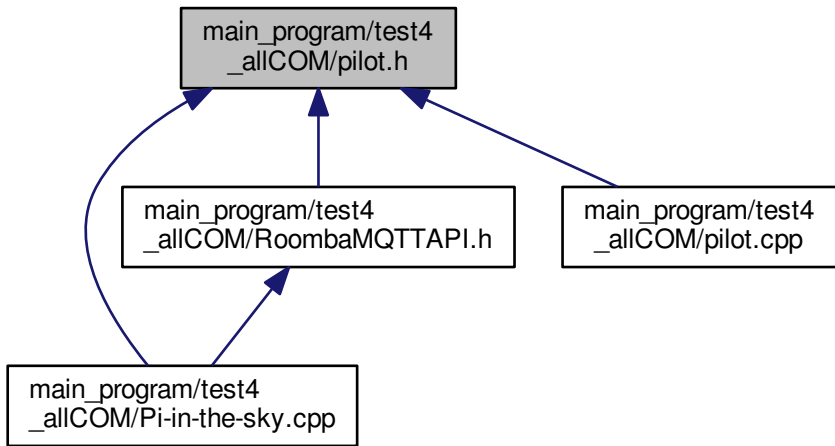 main_program/test4
_allCOM/pilot.h
main_program/test4
_allCOM/RoombaMQTTAPI.h
main_program/test4
_allCOM/pilot.cpp
main_program/test4
_allCOM/Pi-in-the-sky.cpp